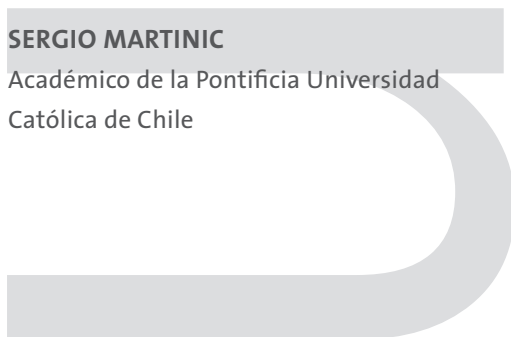 SERGIO MARTINIC
Académico de la Pontificia Universidad
Católica de Chile